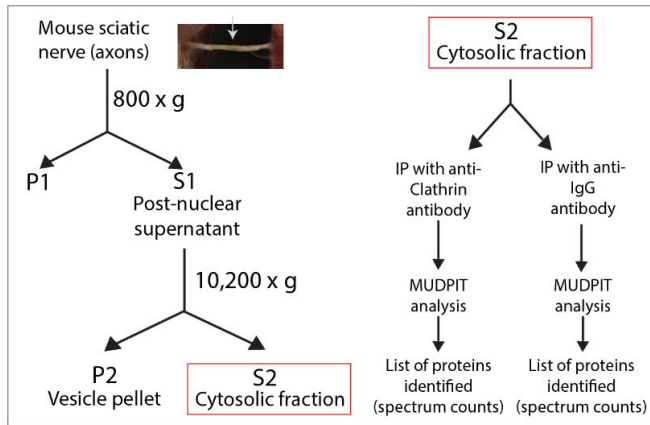 Mouse sciatic
nerve (axons)
800 x g
P1
S1
Post-nuclear
supernatant
10,200 x g
P2
Vesicle pellet
S2
Cytosolic fraction
S2
Cytosolic fraction
IP with anti-
Clathrin
antibody
MUDPIT
analysis
List of proteins
identified
(spectrum counts)
IP with anti-
IgG
antibody
MUDPIT
analysis
List of proteins
identified
(spectrum counts)